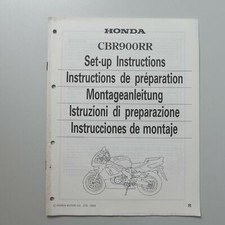 HONDA
CBR900RR
Set-up Instructions
Instructions de préparation
Montageanleitung
Istruzioni di preparazione
Instrucciones de montaje
R